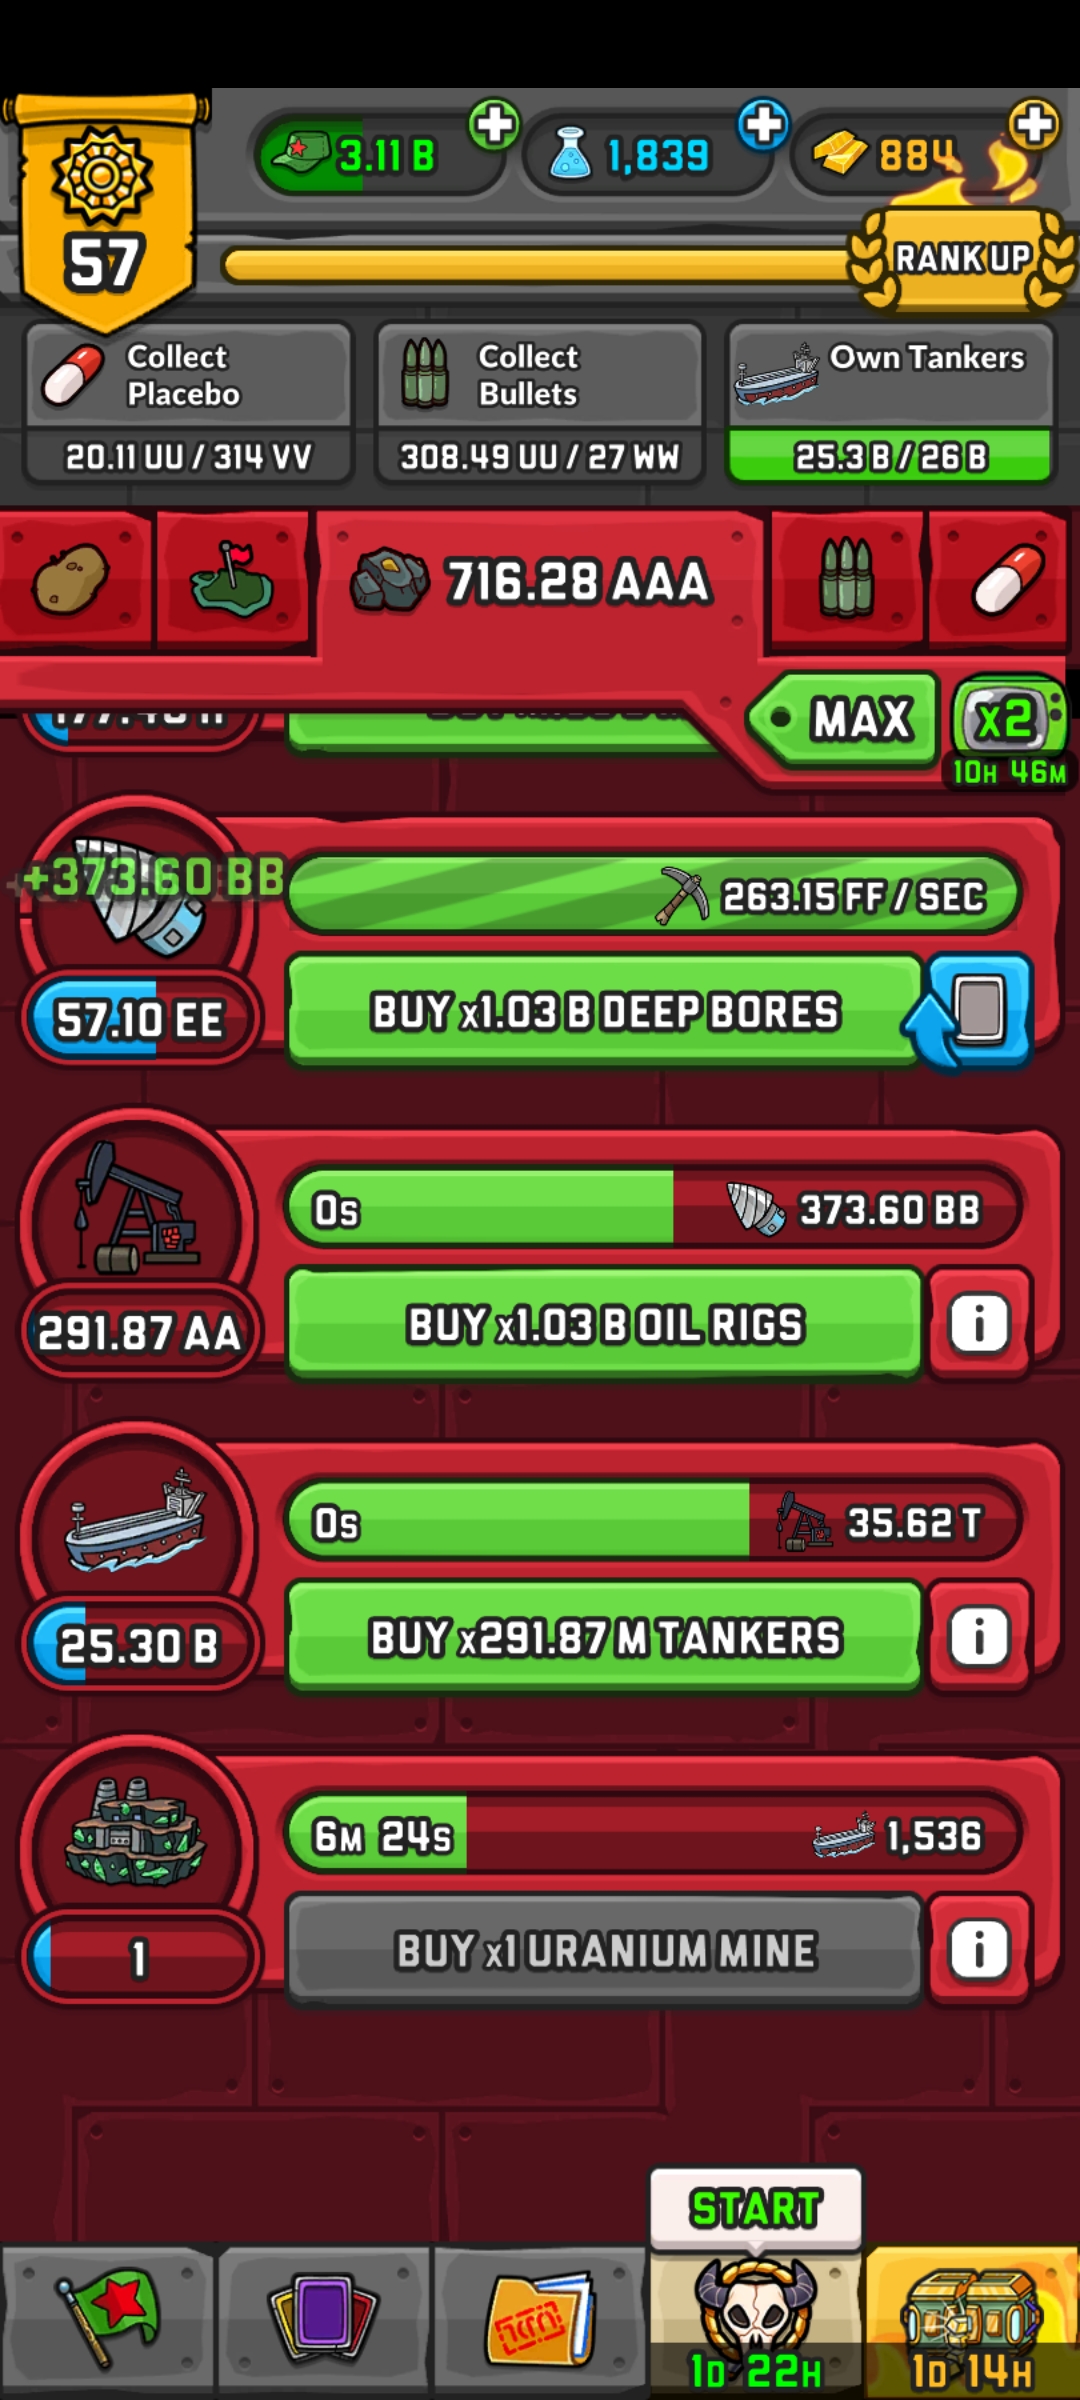 3.11 B
1,839
884
57
RANK UP
Collect
Placebo
20.11 UU / 314 VV
Collect
Bullets
308.49 UU / 27 WW
Own Tankers
25.3 B / 26 B
716.28 AAA
MAX
x2
10H 46M
+373.60 BB
263.15 FF / SEC
57.10 EE
BUY x1.03 B DEEP BORES
0s
373.60 BB
291.87 AA
BUY x1.03 B OIL RIGS
0s
35.62 T
25.30 B
BUY x291.87 M TANKERS
6M 24s
1,536
1
BUY x1 URANIUM MINE
START
1D 22H
1D 14H